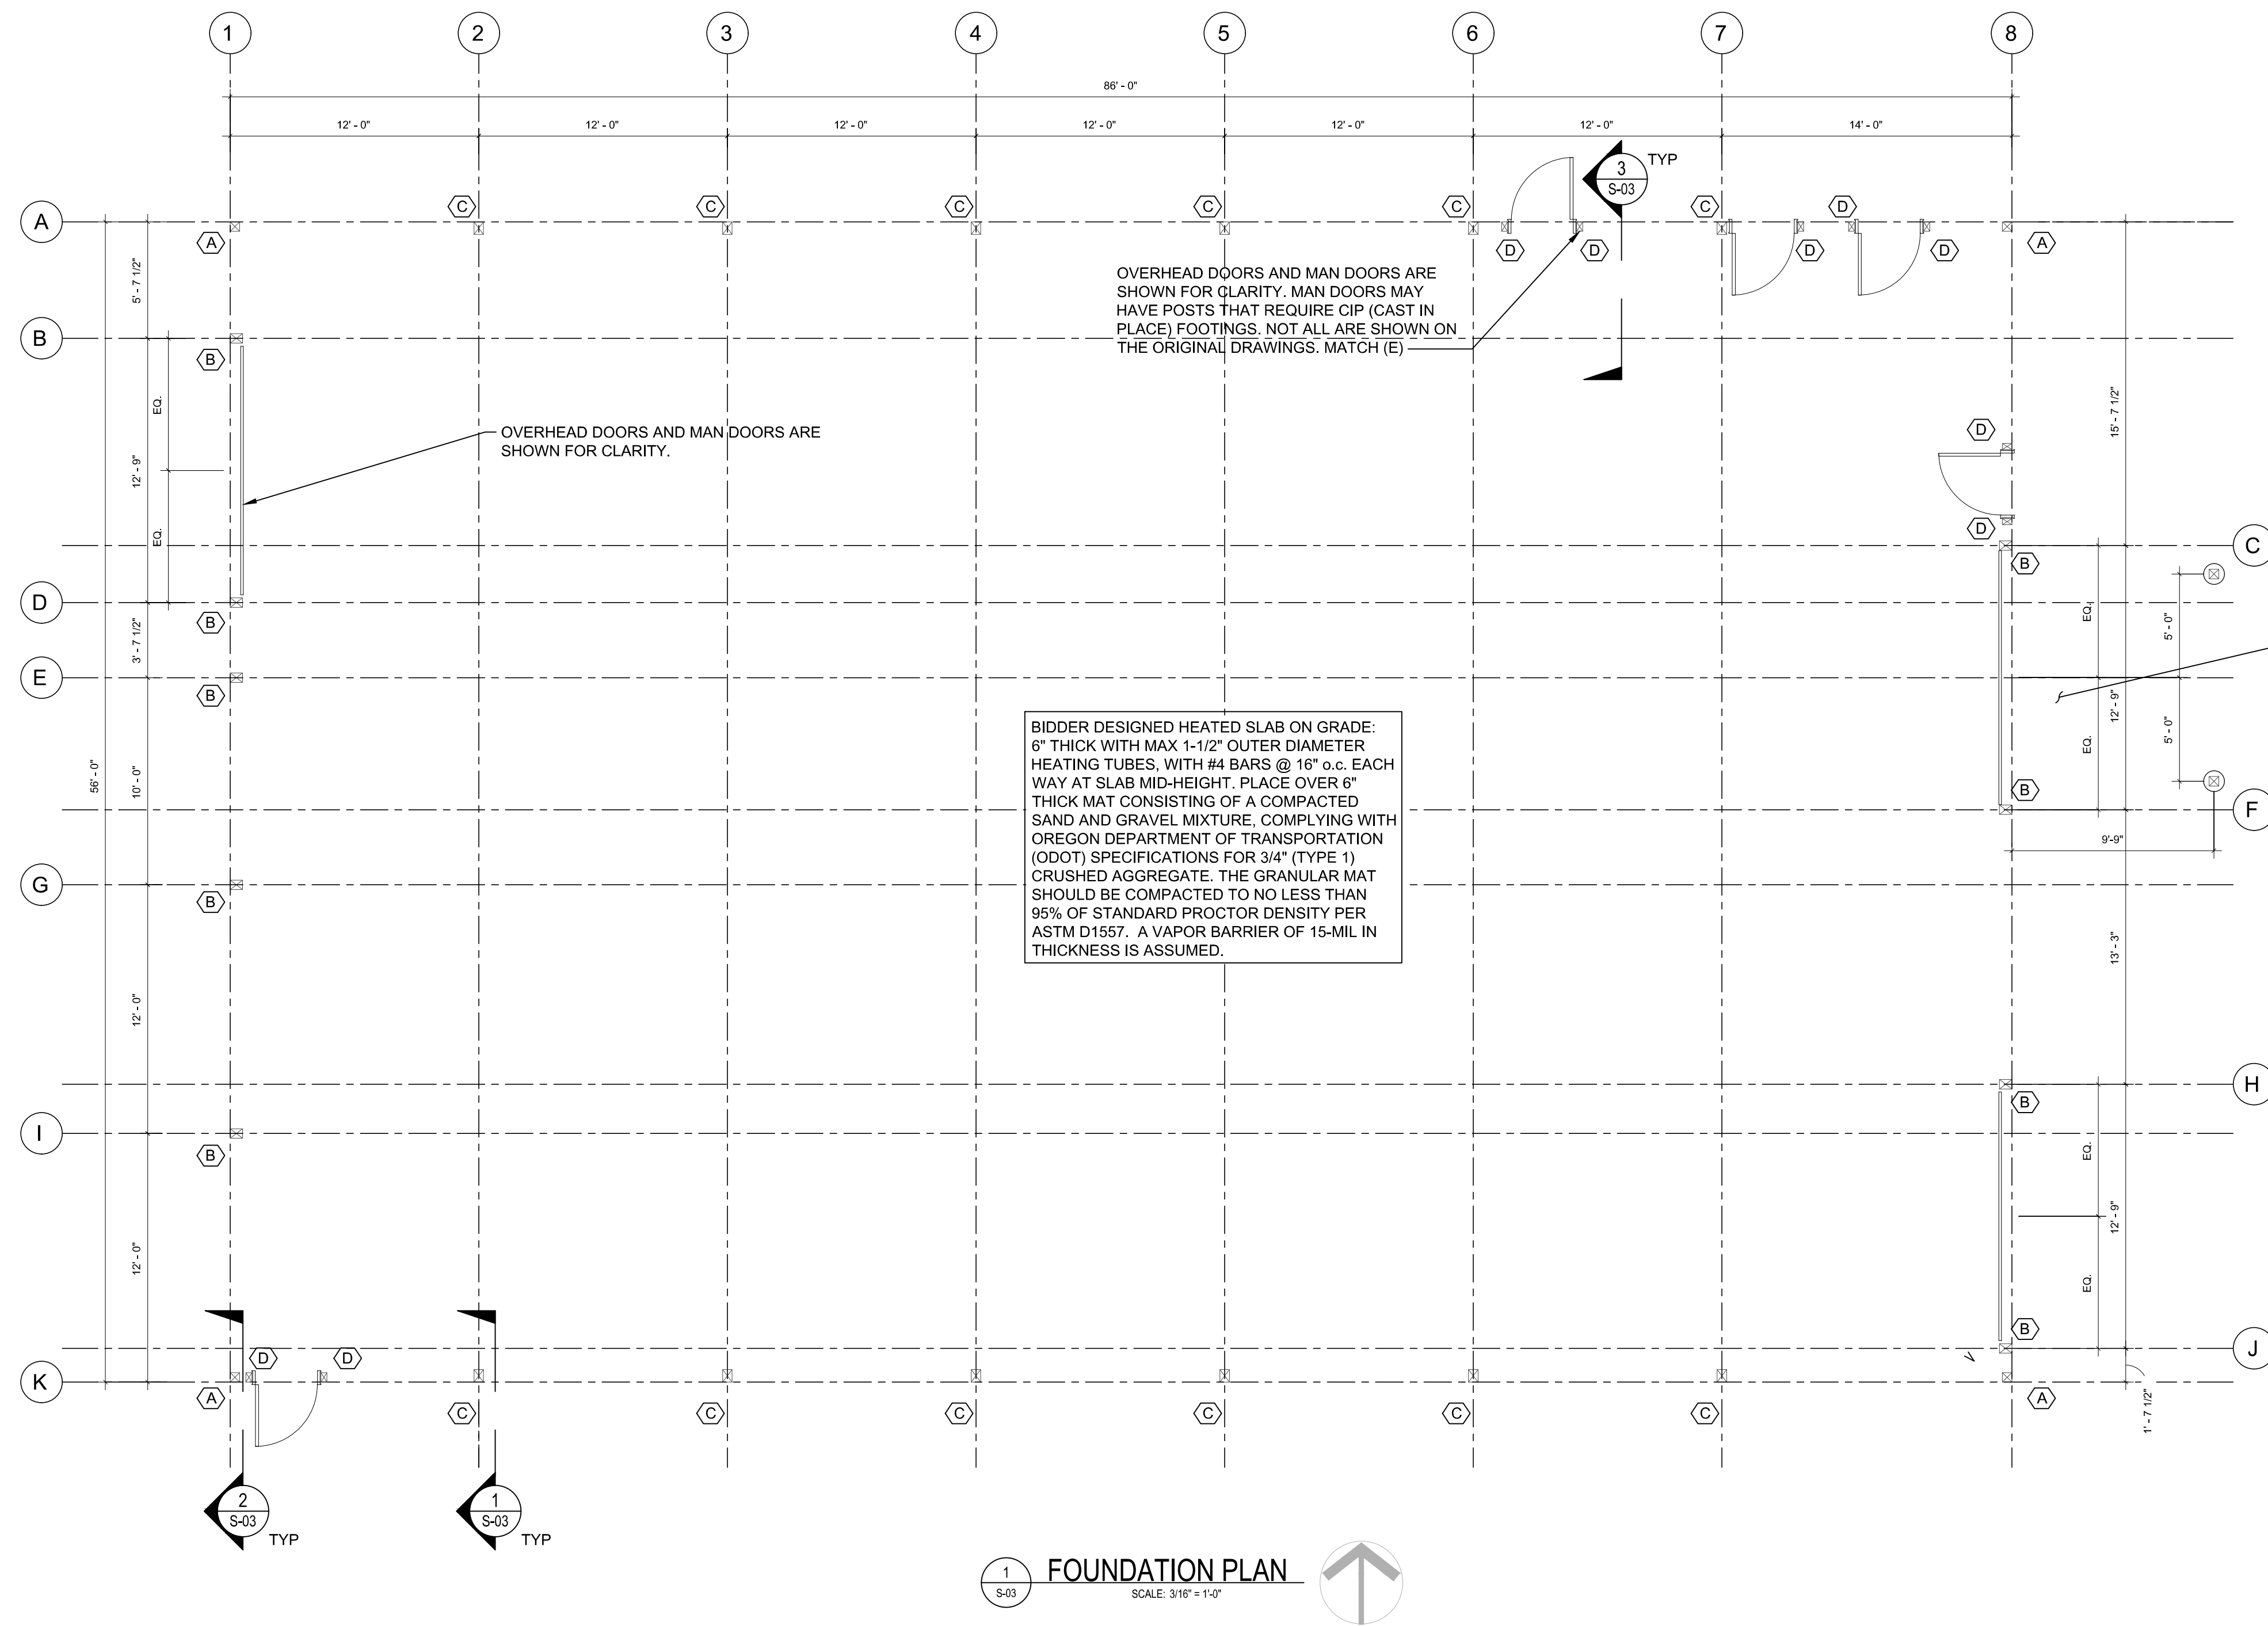 1 2 3 4 5 6 7 8
86' - 0"
12' - 0" 12' - 0" 12' - 0" 12' - 0" 12' - 0" 12' - 0" 14' - 0"
3
S-03
TYP
C C C C C C D
A
A D D D D A
5' - 7 1/2"
OVERHEAD DOORS AND MAN DOORS ARE
SHOWN FOR CLARITY. MAN DOORS MAY
HAVE POSTS THAT REQUIRE CIP (CAST IN
PLACE) FOOTINGS. NOT ALL ARE SHOWN ON
THE ORIGINAL DRAWINGS. MATCH (E)
B
B
EQ.
12' - 9"
EQ.
OVERHEAD DOORS AND MAN DOORS ARE
SHOWN FOR CLARITY.
15' - 7 1/2"
D
D
C
B
D
B
3' - 7 1/2"
EQ.
5' - 0"
E
B
12' - 9"
EQ.
5' - 0"
BIDDER DESIGNED HEATED SLAB ON GRADE:
6" THICK WITH MAX 1-1/2" OUTER DIAMETER
HEATING TUBES, WITH #4 BARS @ 16" o.c. EACH
WAY AT SLAB MID-HEIGHT. PLACE OVER 6"
THICK MAT CONSISTING OF A COMPACTED
SAND AND GRAVEL MIXTURE, COMPLYING WITH
OREGON DEPARTMENT OF TRANSPORTATION
(ODOT) SPECIFICATIONS FOR 3/4" (TYPE 1)
CRUSHED AGGREGATE. THE GRANULAR MAT
SHOULD BE COMPACTED TO NO LESS THAN
95% OF STANDARD PROCTOR DENSITY PER
ASTM D1557. A VAPOR BARRIER OF 15-MIL IN
THICKNESS IS ASSUMED.
56' - 0"
10' - 0"
B
F
9'-9"
G
B
13' - 3"
12' - 0"
H
B
I
B
EQ.
12' - 9"
EQ.
12' - 0"
B
J
D D
K
A A
1' - 7 1/2"
C C C C C C
2
S-03
TYP
1
S-03
TYP
1
S-03
FOUNDATION PLAN
SCALE: 3/16" = 1'-0"